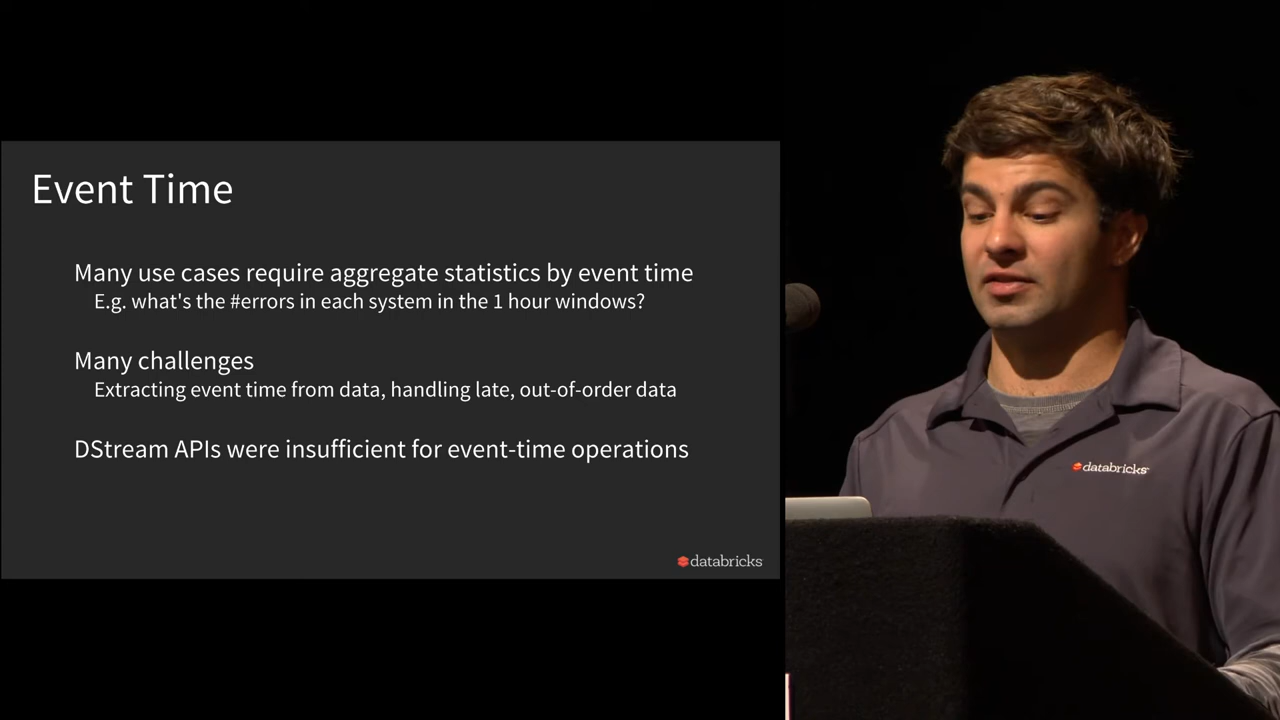 Event Time
Many use cases require aggregate statistics by event time
E.g. what's the #errors in each system in the 1 hour windows?
Many challenges
Extracting event time from data, handling late, out-of-order data
DStream APIs were insufficient for event-time operations
databricks
databricks